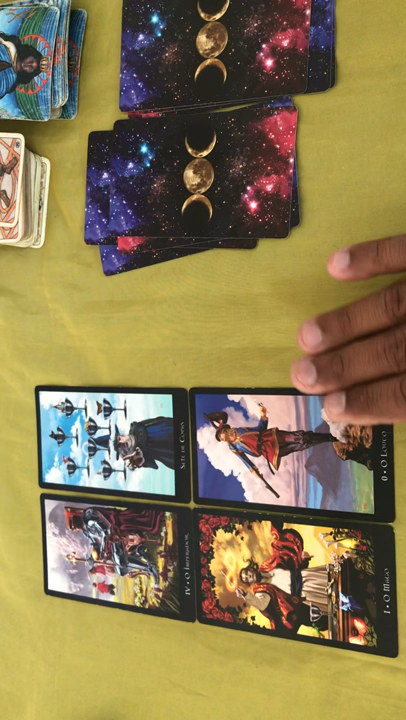 SETE DE COPAS
0 • O LOUCO
IV • O IMPERADOR
I • O MAGO